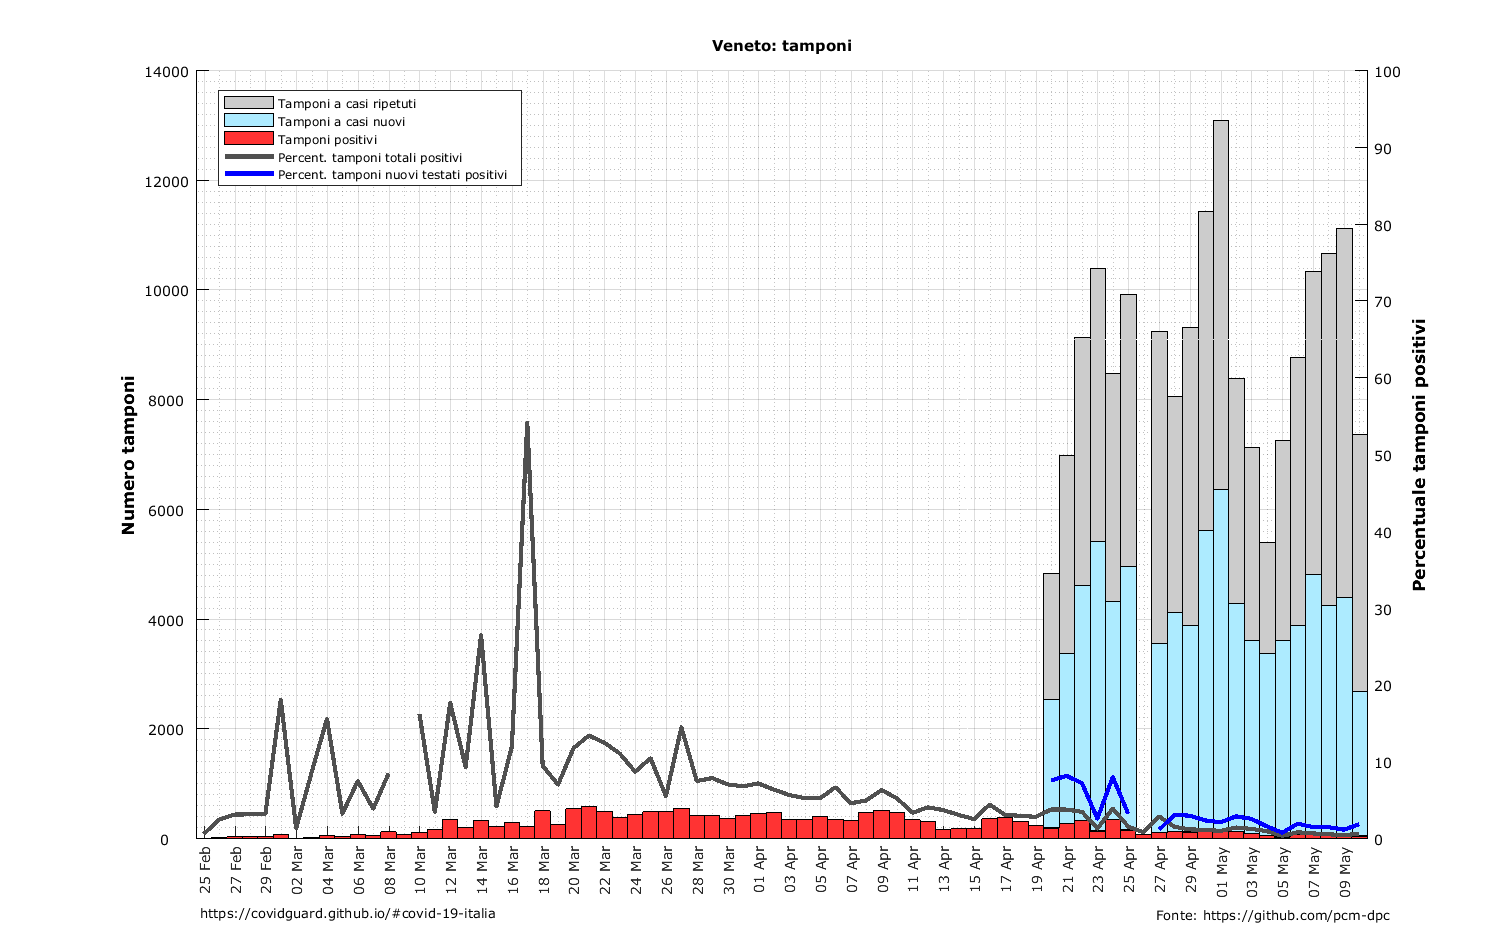 Veneto: tamponi
14000
12000
10000
8000
6000
4000
2000
0
Numero tamponi
Tamponi a casi ripetuti
Tamponi a casi nuovi
Tamponi positivi
Percent. tamponi totali positivi
Percent. tamponi nuovi testati positivi
100
90
80
70
60
50
40
30
20
10
0
Percentuale tamponi positivi
25 Feb
27 Feb
29 Feb
02 Mar
04 Mar
06 Mar
08 Mar
10 Mar
12 Mar
14 Mar
16 Mar
18 Mar
20 Mar
22 Mar
24 Mar
26 Mar
28 Mar
30 Mar
01 Apr
03 Apr
05 Apr
07 Apr
09 Apr
11 Apr
13 Apr
15 Apr
17 Apr
19 Apr
21 Apr
23 Apr
25 Apr
27 Apr
29 Apr
01 May
03 May
05 May
07 May
09 May
https://covidguard.github.io/#covid-19-italia
Fonte: https://github.com/pcm-dpc